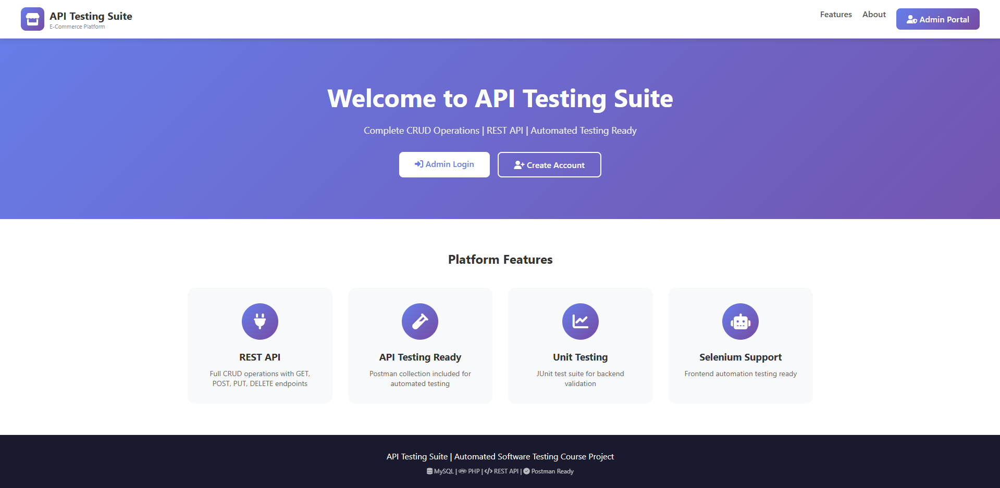 API Testing Suite
E-Commerce Platform
Features
About
Admin Portal
Welcome to API Testing Suite
Complete CRUD Operations | REST API | Automated Testing Ready
Admin Login
Create Account
Platform Features
REST API
Full CRUD operations with GET,
POST, PUT, DELETE endpoints
API Testing Ready
Postman collection included for
automated testing
Unit Testing
JUnit test suite for backend
validation
Selenium Support
Frontend automation testing ready
API Testing Suite | Automated Software Testing Course Project
MySQL | PHP | REST API | Postman Ready